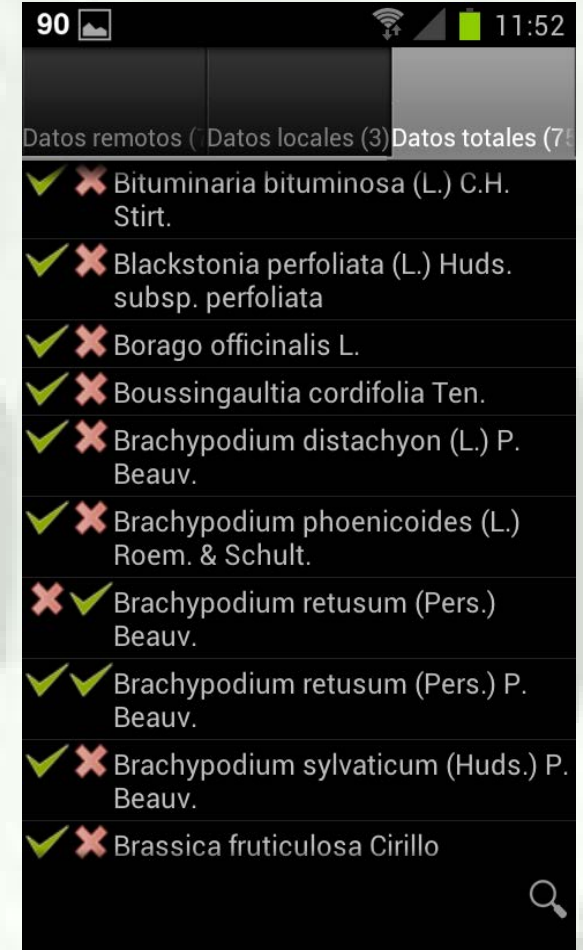 90
11:52
Datos remotos (
Datos locales (3)
Datos totales (75
Bituminaria bituminosa (L.) C.H.
Stirt.
Blackstonia perfoliata (L.) Huds.
subsp. perfoliata
Borago officinalis L.
Boussingaultia cordifolia Ten.
Brachypodium distachyon (L.) P.
Beauv.
Brachypodium phoenicoides (L.)
Roem. & Schult.
Brachypodium retusum (Pers.)
Beauv.
Brachypodium retusum (Pers.) P.
Beauv.
Brachypodium sylvaticum (Huds.) P.
Beauv.
Brassica fruticulosa Cirillo